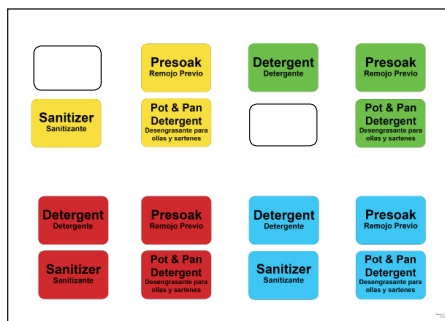 Presoak
Remojo Previo
Detergent
Detergente
Presoak
Remojo Previo
Sanitizer
Sanitizante
Pot & Pan
Detergent
Desengrasante para
ollas y sartenes
Pot & Pan
Detergent
Desengrasante para
ollas y sartenes
Detergent
Detergente
Presoak
Remojo Previo
Detergent
Detergente
Presoak
Remojo Previo
Sanitizer
Sanitizante
Pot & Pan
Detergent
Desengrasante para
ollas y sartenes
Sanitizer
Sanitizante
Pot & Pan
Detergent
Desengrasante para
ollas y sartenes